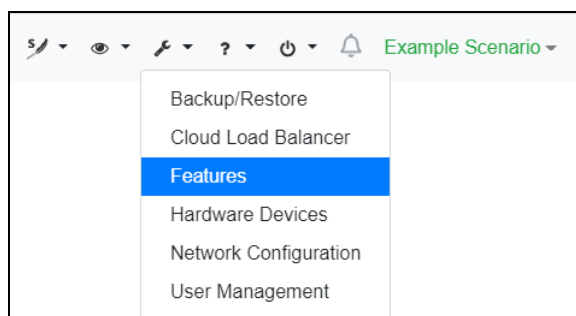 S ? Example Scenario
Backup/Restore
Cloud Load Balancer
Features
Hardware Devices
Network Configuration
User Management